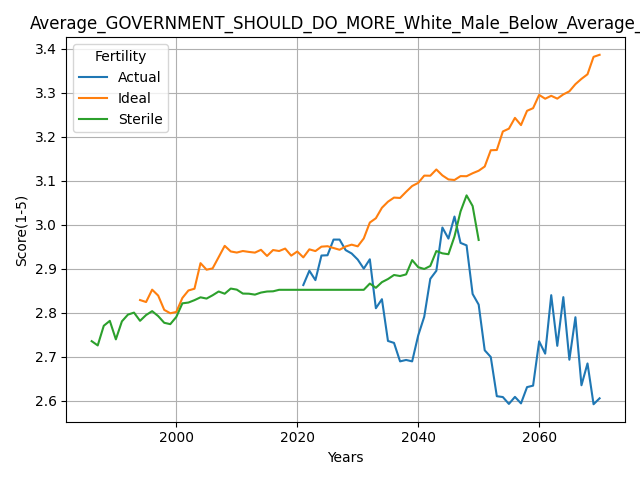 Average_GOVERNMENT_SHOULD_DO_MORE_White_Male_Below_Average_
Fertility
Actual
Ideal
Sterile
Score(1-5)
3.4
3.3
3.2
3.1
3.0
2.9
2.8
2.7
2.6
2000
2020
2040
2060
Years